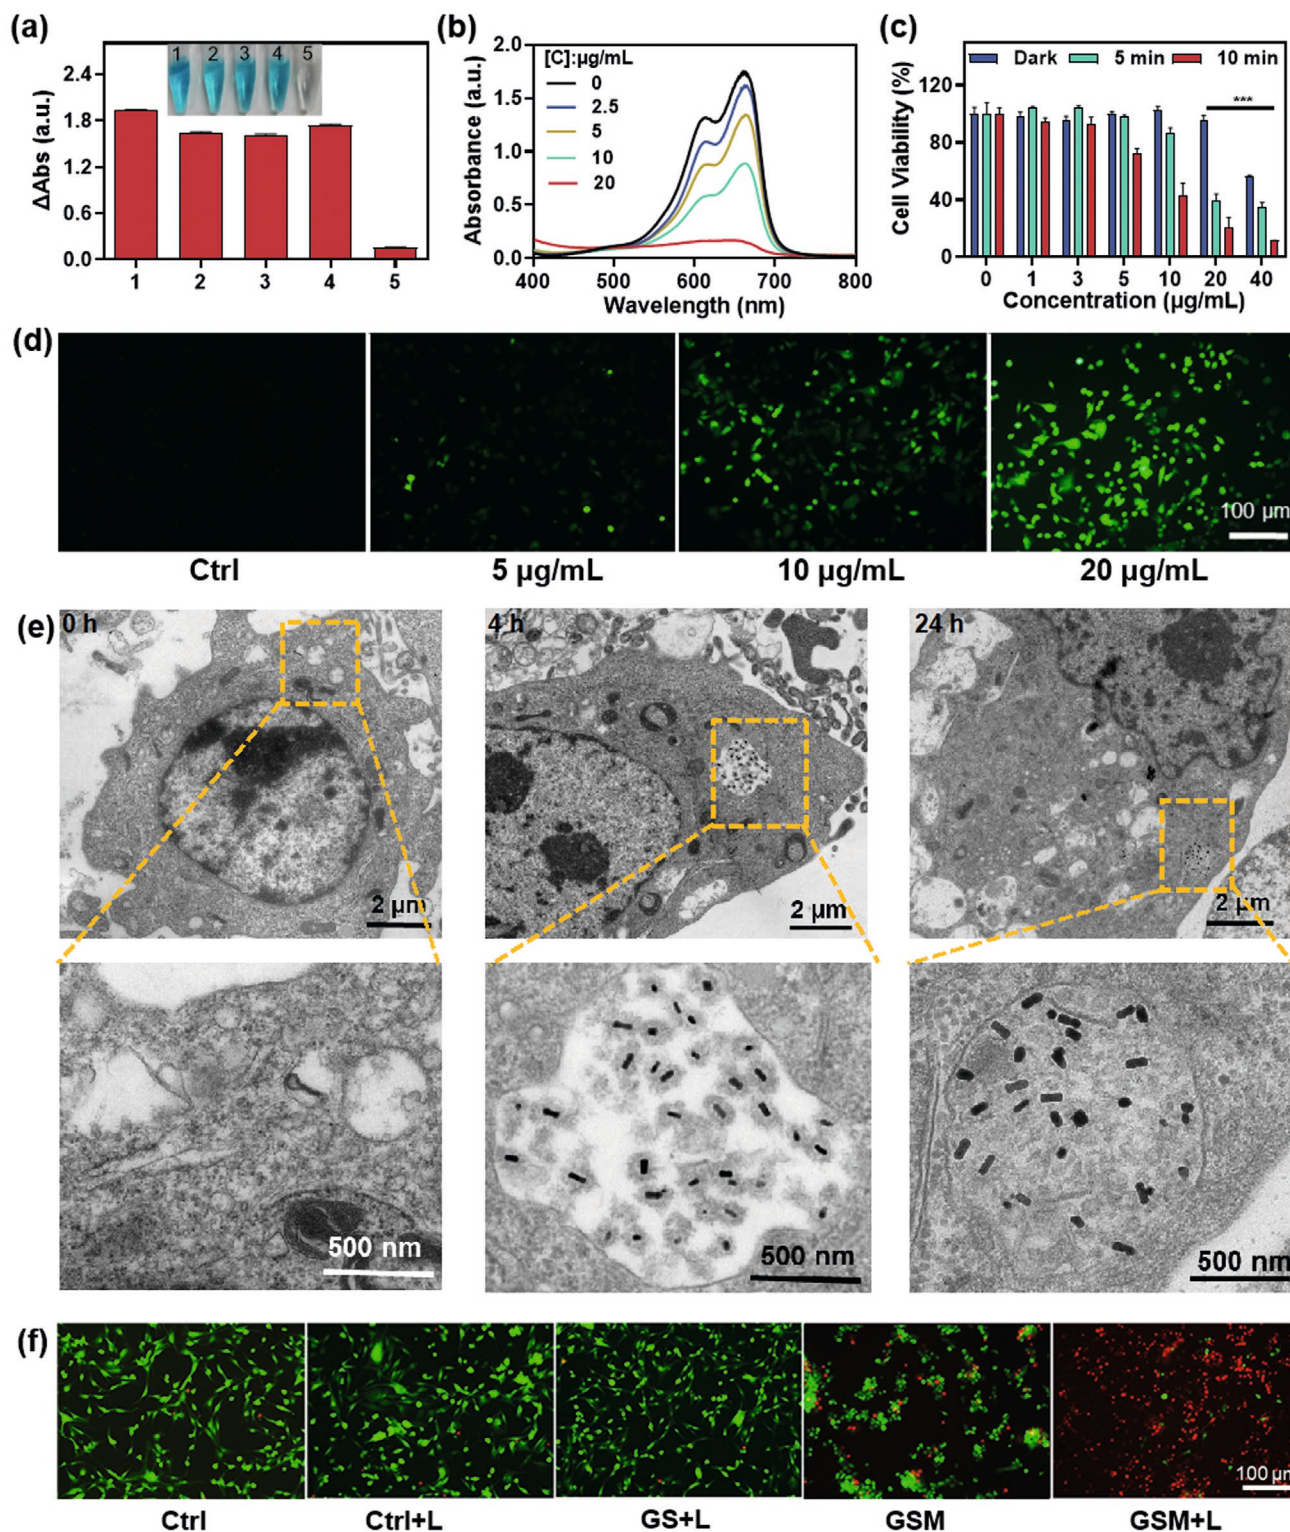 (a)
1 2 3 4 5
2.4
1.8
1.2
0.6
0.0
ΔAbs (a.u.)
1 2 3 4 5
(b)
2.0
1.5
1.0
0.5
0.0
Absorbance (a.u.)
[C]:µg/mL
0
2.5
5
10
20
400 500 600 700 800
Wavelength (nm)
(c)
Dark 5 min 10 min
***
120
80
40
0
Cell Viability (%)
0 1 3 5 10 20 40
Concentration (µg/mL)
(d)
100 µm
Ctrl 5 µg/mL 10 µg/mL 20 µg/mL
(e)
0 h 4 h 24 h
2 µm 2 µm 2 µm
500 nm 500 nm 500 nm
(f)
100 µm
Ctrl Ctrl+L GS+L GSM GSM+L